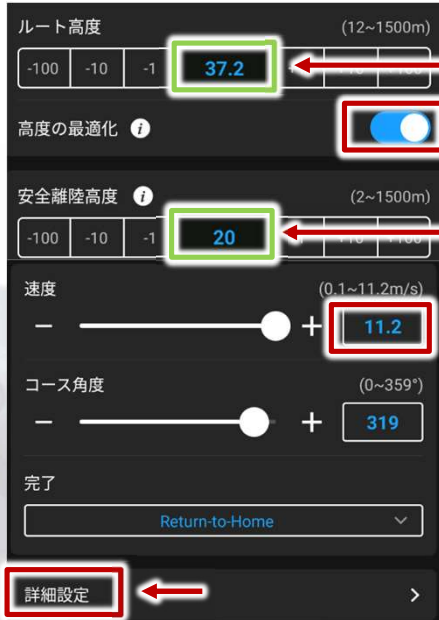 ルート高度 (12~1500m)
-100 -10 -1 37.2
高度の最適化 i
安全離陸高度 i (2~1500m)
-100 -10 -1 20
速度 (0.1~11.2m/s)
− + 11.2
コース角度 (0~359°)
− + 319
完了
Return-to-Home
詳細設定 >